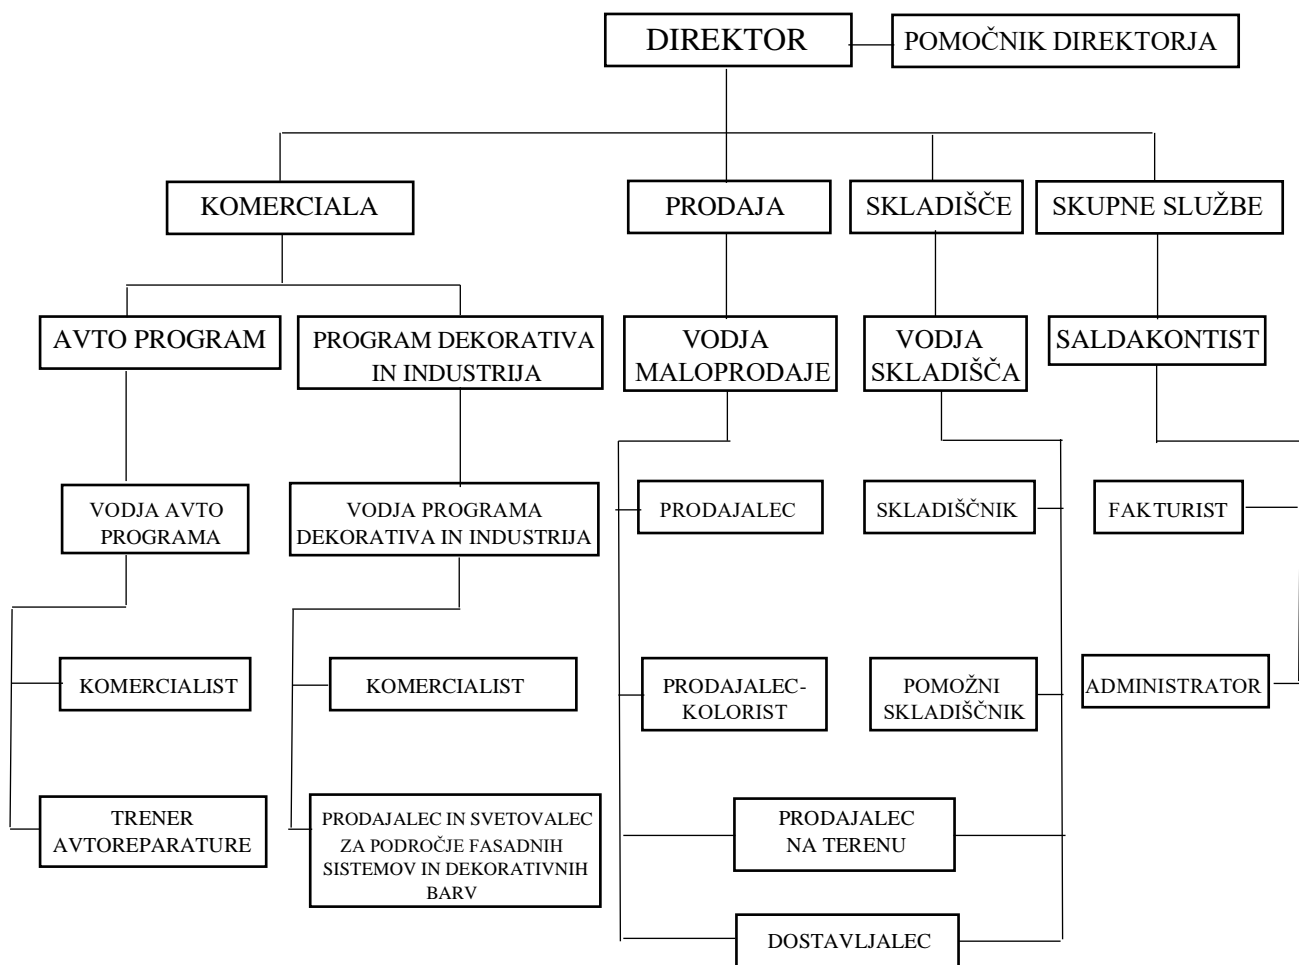 DIREKTOR
POMOČNIK DIREKTORJA
KOMERCIALA
PRODAJA
SKLADIŠČE
SKUPNE SLUŽBE
AVTO PROGRAM
PROGRAM DEKORATIVA
IN INDUSTRIJA
VODJA
MALOPRODAJE
VODJA
SKLADIŠČA
SALDAKONTIST
VODJA AVTO
PROGRAMA
VODJA PROGRAMA
DEKORATIVA IN INDUSTRIJA
PRODAJALEC
SKLADIŠČNIK
FAKTURIST
KOMERCIALIST
KOMERCIALIST
PRODAJALEC-
KOLORIST
POMOŽNI
SKLADIŠČNIK
ADMINISTRATOR
TRENER
AVTOREPARATURE
PRODAJALEC IN SVETOVALEC
ZA PODROČJE FASADNIH
SISTEMOV IN DEKORATIVNIH
BARV
PRODAJALEC
NA TERENU
DOSTAVLJALEC